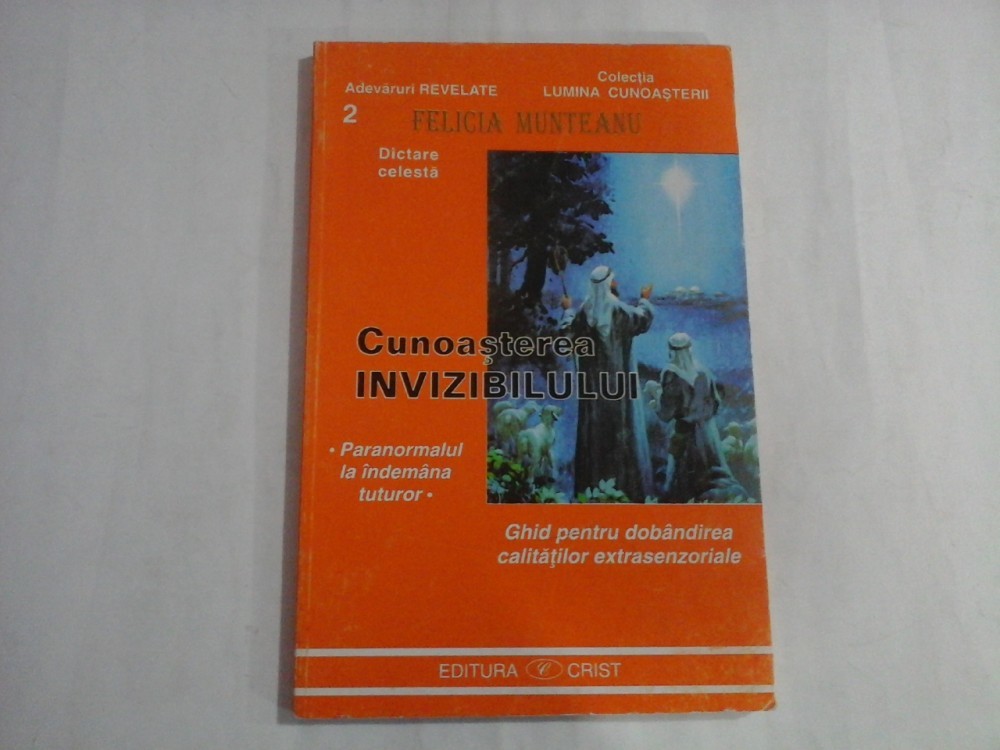 Adevăruri REVELATE
2
Colecția
LUMINA CUNOAȘTERII
FELICIA MUNTEANU
Dictare
celestă
Cunoașterea
INVIZIBILULUI
• Paranormalul
la îndemâna
tuturor •
Ghid pentru dobândirea
calităților extrasenzoriale
EDITURA CRIST